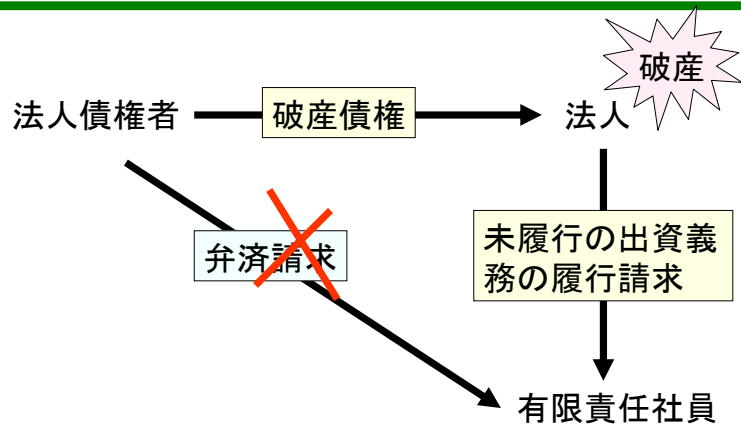 破産
法人債権者
破産債権
法人
弁済請求
未履行の出資義
務の履行請求
有限責任社員